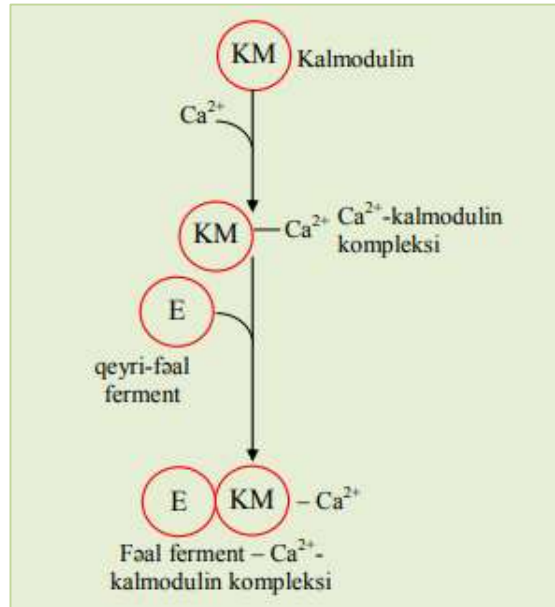 KM Kalmodulin
Ca²⁺
KM — Ca²⁺ Ca²⁺-kalmodulin
kompleksi
E
qeyri-fəal
ferment
E KM – Ca²⁺
Fəal ferment – Ca²⁺-
kalmodulin kompleksi